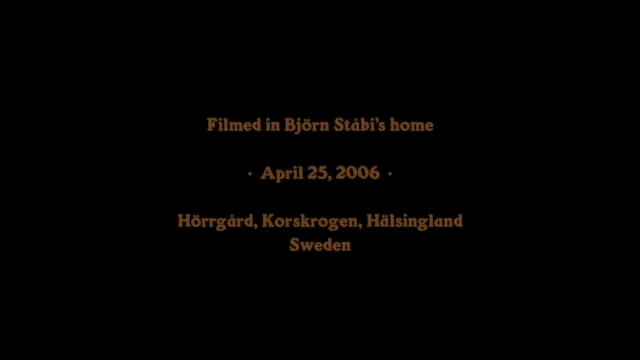 Filmed in Björn Ståbi's home
· April 25, 2006 ·
Hörrgård, Korskrogen, Hälsingland
Sweden